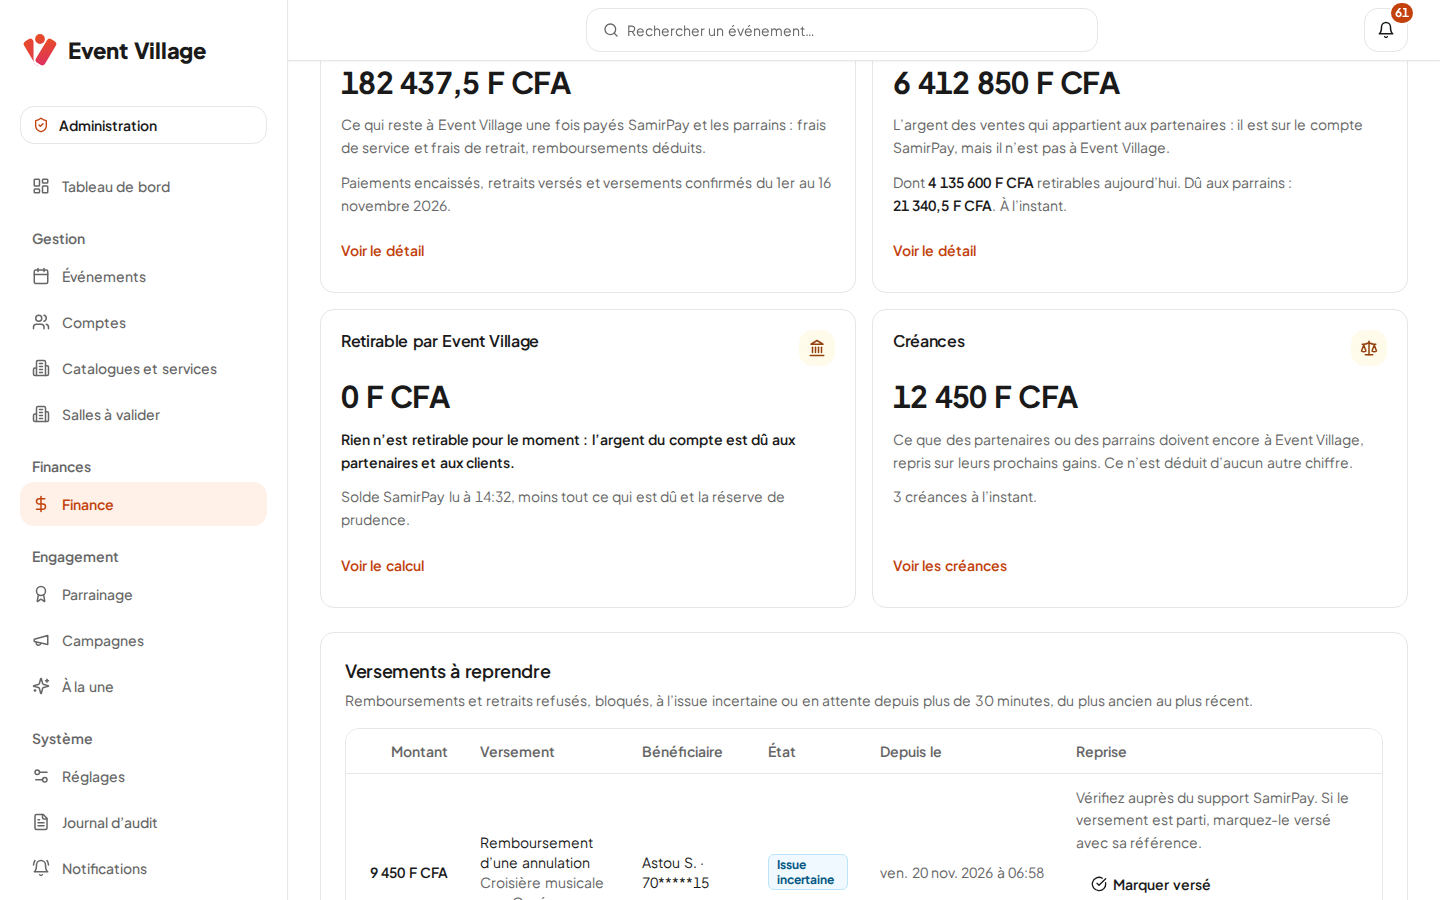 Event Village
Administration
Tableau de bord
Gestion
Événements
Comptes
Catalogues et services
Salles à valider
Finances
Finance
Engagement
Parrainage
Campagnes
À la une
Système
Réglages
Journal d'audit
Notifications
Rechercher un événement...
61
182 437,5 F CFA
Ce qui reste à Event Village une fois payés SamirPay et les parrains : frais
de service et frais de retrait, remboursements déduits.
Paiements encaissés, retraits versés et versements confirmés du 1er au 16
novembre 2026.
Voir le détail
6 412 850 F CFA
L'argent des ventes qui appartient aux partenaires : il est sur le compte
SamirPay, mais il n'est pas à Event Village.
Dont 4 135 600 F CFA retirables aujourd'hui. Dû aux parrains :
21 340,5 F CFA. À l'instant.
Voir le détail
Retirable par Event Village
0 F CFA
Rien n'est retirable pour le moment : l'argent du compte est dû aux
partenaires et aux clients.
Solde SamirPay lu à 14:32, moins tout ce qui est dû et la réserve de
prudence.
Voir le calcul
Créances
12 450 F CFA
Ce que des partenaires ou des parrains doivent encore à Event Village,
repris sur leurs prochains gains. Ce n'est déduit d'aucun autre chiffre.
3 créances à l'instant.
Voir les créances
Versements à reprendre
Remboursements et retraits refusés, bloqués, à l'issue incertaine ou en attente depuis plus de 30 minutes, du plus ancien au plus récent.
Montant Versement Bénéficiaire État Depuis le Reprise
9 450 F CFA
Remboursement
d'une annulation
Croisière musicale
Astou S. ·
70*****15
Issue
incertaine
ven. 20 nov. 2026 à 06:58
Vérifiez auprès du support SamirPay. Si le
versement est parti, marquez-le versé
avec sa référence.
Marquer versé